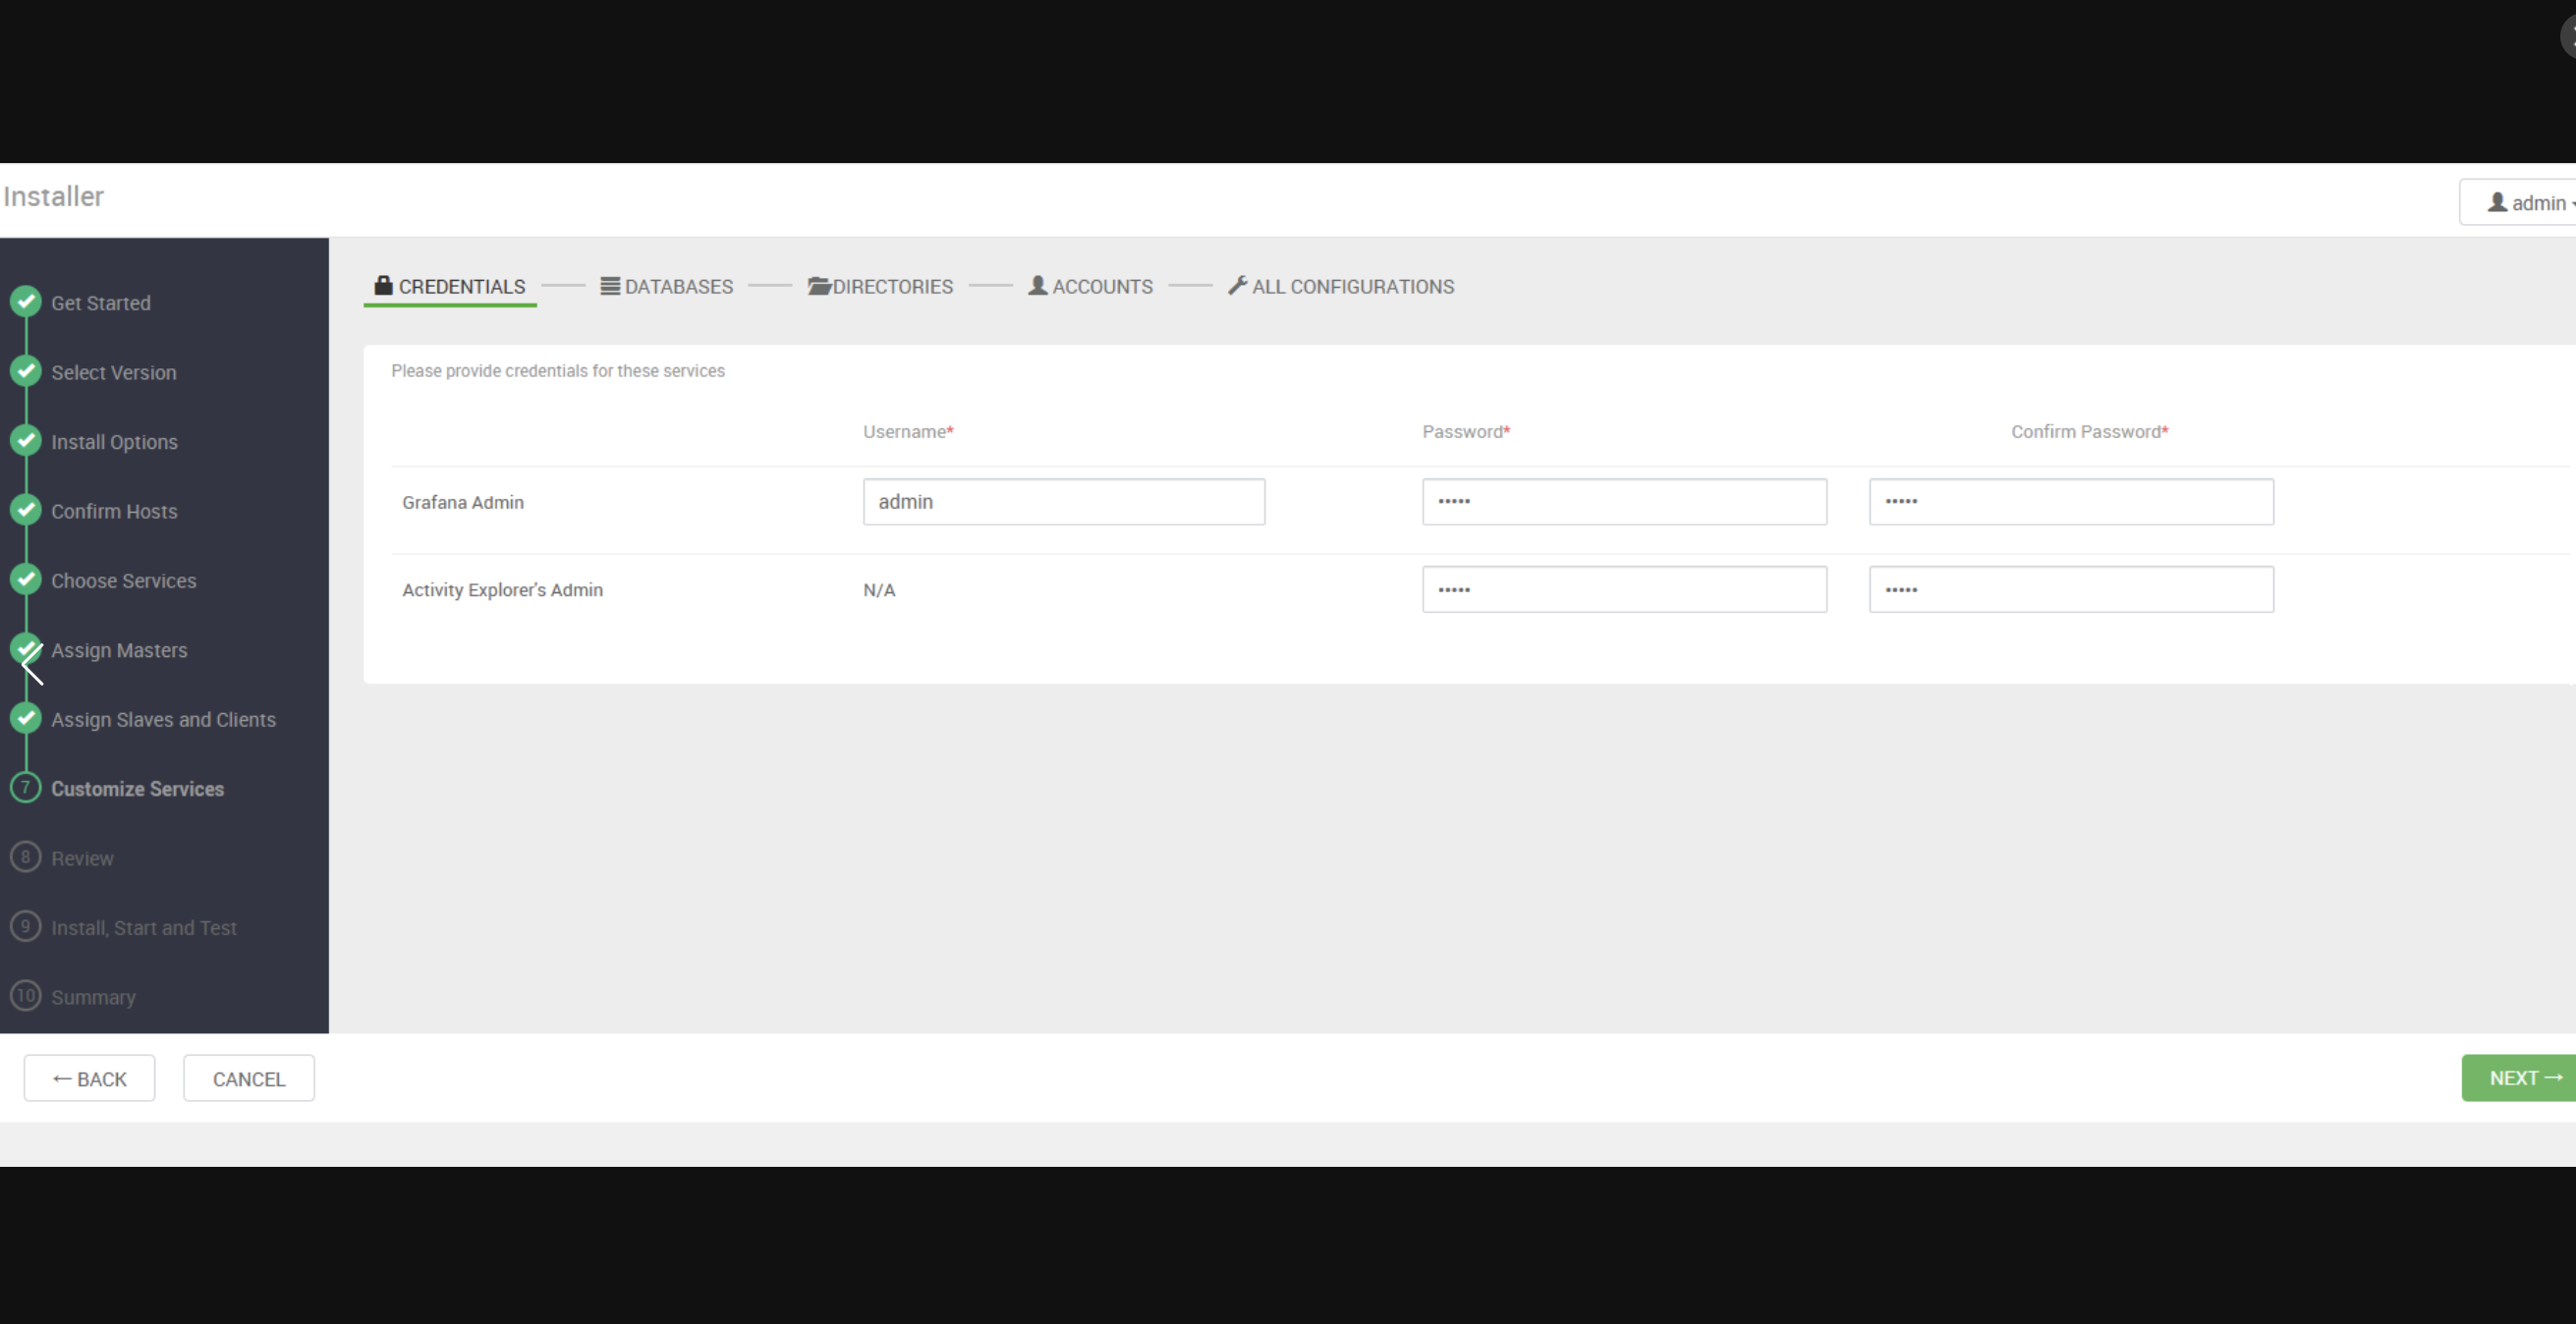 Installer
admin
Get Started
Select Version
Install Options
Confirm Hosts
Choose Services
Assign Masters
Assign Slaves and Clients
7 Customize Services
8 Review
9 Install, Start and Test
10 Summary
CREDENTIALS DATABASES DIRECTORIES ACCOUNTS ALL CONFIGURATIONS
Please provide credentials for these services
Username* Password* Confirm Password*
Grafana Admin admin ••••• •••••
Activity Explorer's Admin N/A ••••• •••••
← BACK CANCEL NEXT →